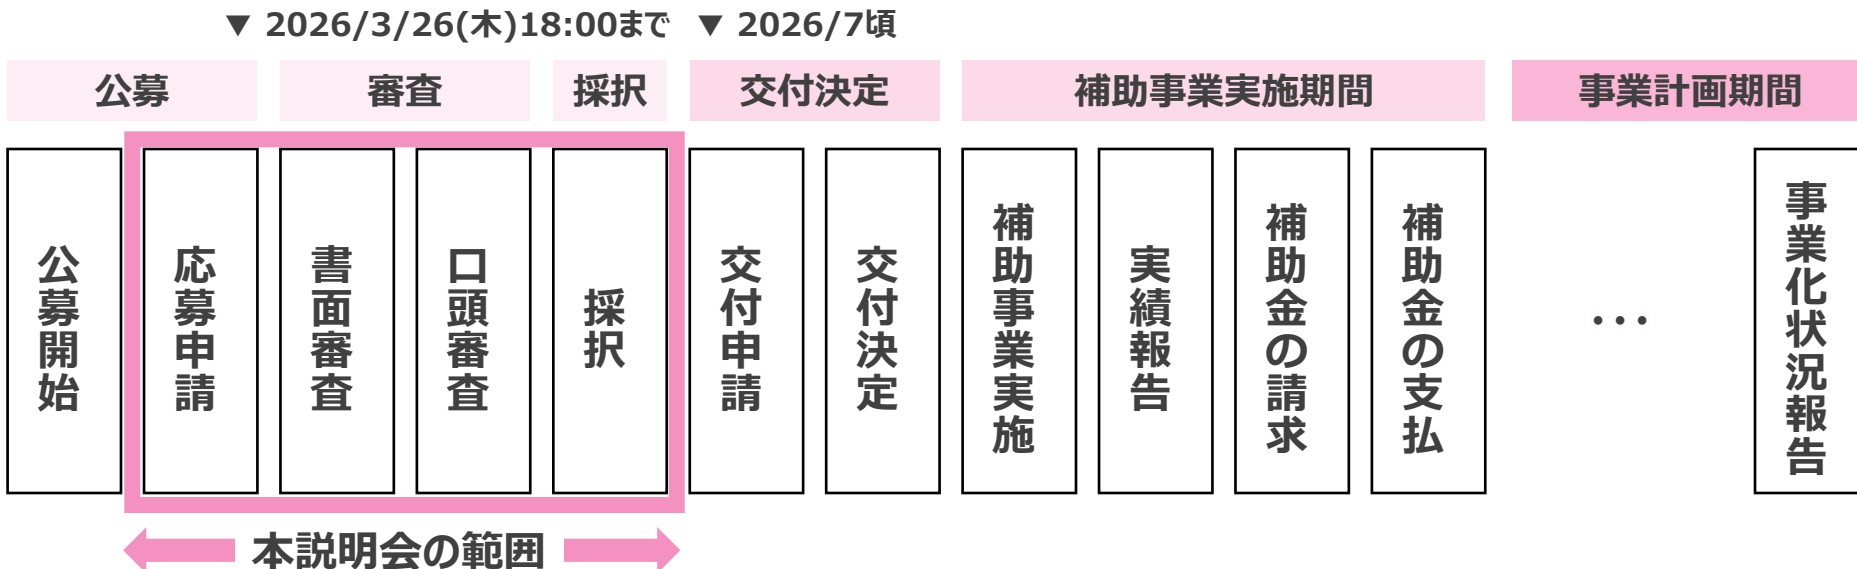 ▼ 2026/3/26(木)18:00まで ▼ 2026/7頃
公募 審査 採択 交付決定 補助事業実施期間 事業計画期間
公募開始
応募申請
書面審査
口頭審査
採択
交付申請
交付決定
補助事業実施
実績報告
補助金の請求
補助金の支払
・・・
事業化状況報告
本説明会の範囲